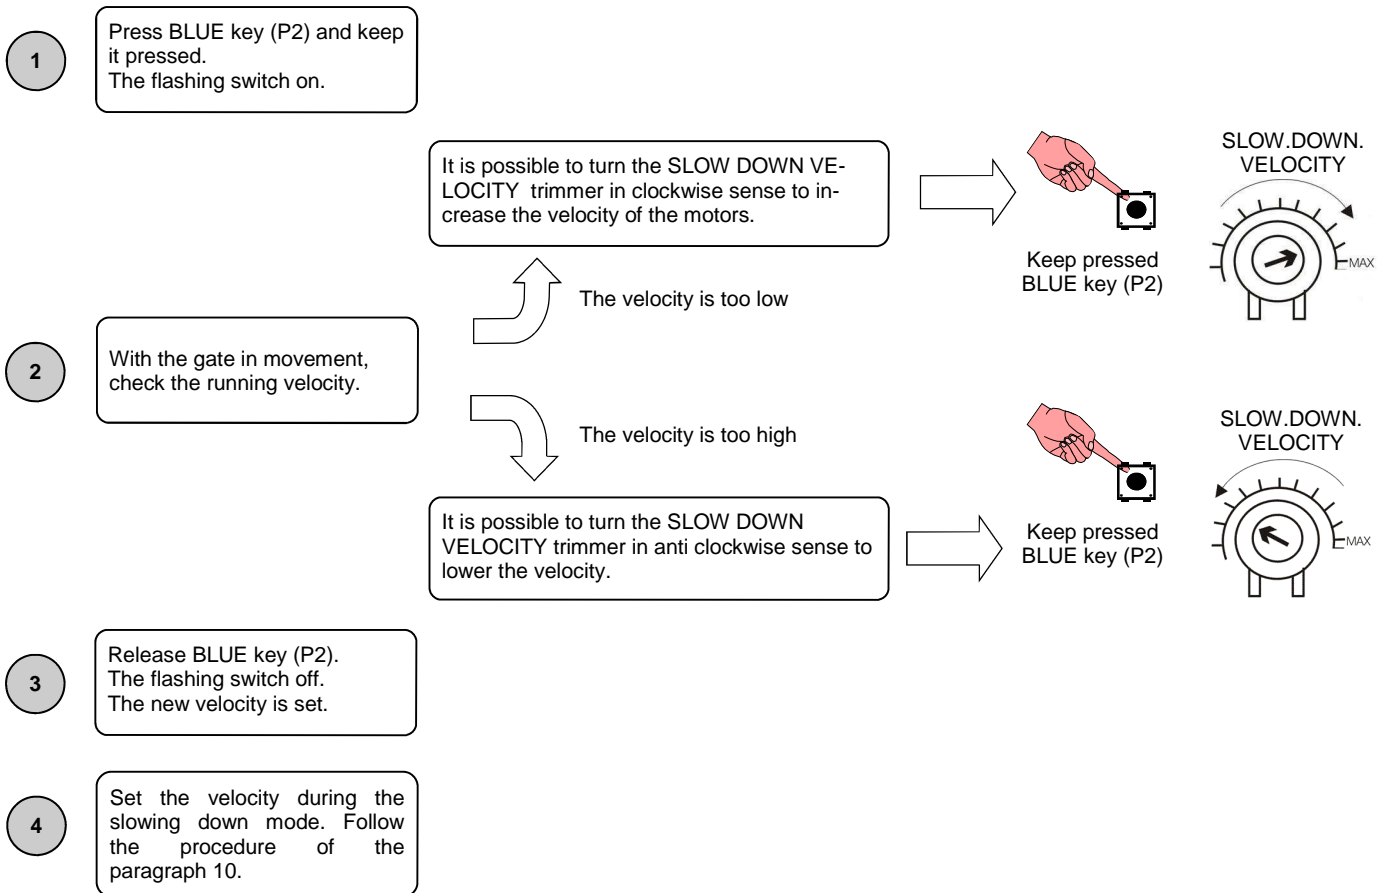 1
Press BLUE key (P2) and keep
it pressed.
The flashing switch on.
It is possible to turn the SLOW DOWN VE-
LOCITY trimmer in clockwise sense to in-
crease the velocity of the motors.
Keep pressed
BLUE key (P2)
SLOW.DOWN.
VELOCITY
MAX
The velocity is too low
2
With the gate in movement,
check the running velocity.
The velocity is too high
It is possible to turn the SLOW DOWN
VELOCITY trimmer in anti clockwise sense to
lower the velocity.
Keep pressed
BLUE key (P2)
SLOW.DOWN.
VELOCITY
MAX
3
Release BLUE key (P2).
The flashing switch off.
The new velocity is set.
4
Set the velocity during the
slowing down mode. Follow
the procedure of the
paragraph 10.